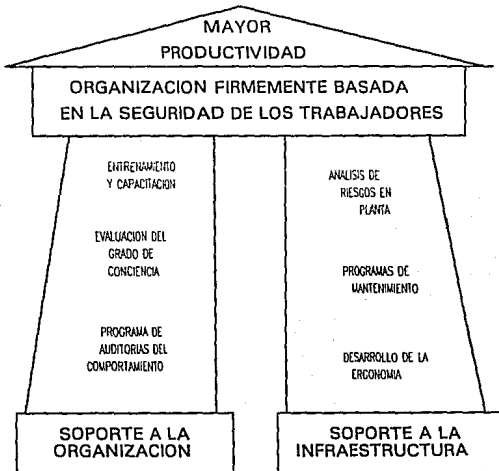 MAYOR
PRODUCTIVIDAD
ORGANIZACION FIRMEMENTE BASADA
EN LA SEGURIDAD DE LOS TRABAJADORES
ENTRENAMIENTO
Y CAPACITACION
EVALUACION DEL
GRADO DE
CONCIENCIA
PROGRAMA DE
AUDITORIAS DEL
COMPORTAMIENTO
ANALISIS DE
RIESGOS EN
PLANTA
PROGRAMAS DE
MANTENIMIENTO
DESARROLLO DE LA
ERGONOMIA
SOPORTE A LA
ORGANIZACION
SOPORTE A LA
INFRAESTRUCTURA